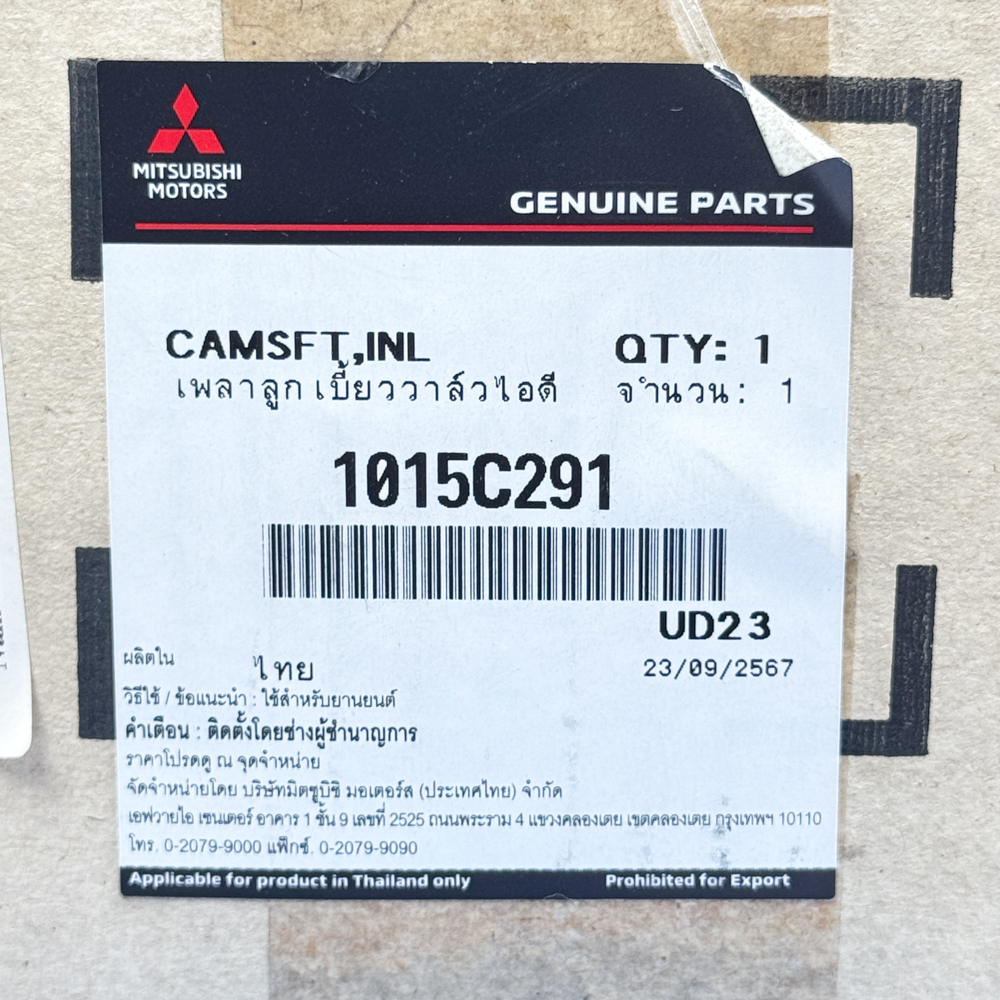 MITSUBISHI
MOTORS
GENUINE PARTS
CAMSFT,INL QTY: 1
เพลาลูกเบี้ยววาล์วไอดี จำนวน: 1
1015C291
UD23
ผลิตใน ไทย 23/09/2567
วิธีใช้ / ข้อแนะนำ : ใช้สำหรับยานยนต์
คำเตือน : ติดตั้งโดยช่างผู้ชำนาญการ
ราคาโปรดดู ณ จุดจำหน่าย
จัดจำหน่ายโดย บริษัทมิตซูบิชิ มอเตอร์ส (ประเทศไทย) จำกัด
เอฟวายไอ เซนเตอร์ อาคาร 1 ชั้น 9 เลขที่ 2525 ถนนพระราม 4 แขวงคลองเตย เขตคลองเตย กรุงเทพฯ 10110
โทร. 0-2079-9000 แฟ็กซ์. 0-2079-9090
Applicable for product in Thailand only Prohibited for Export